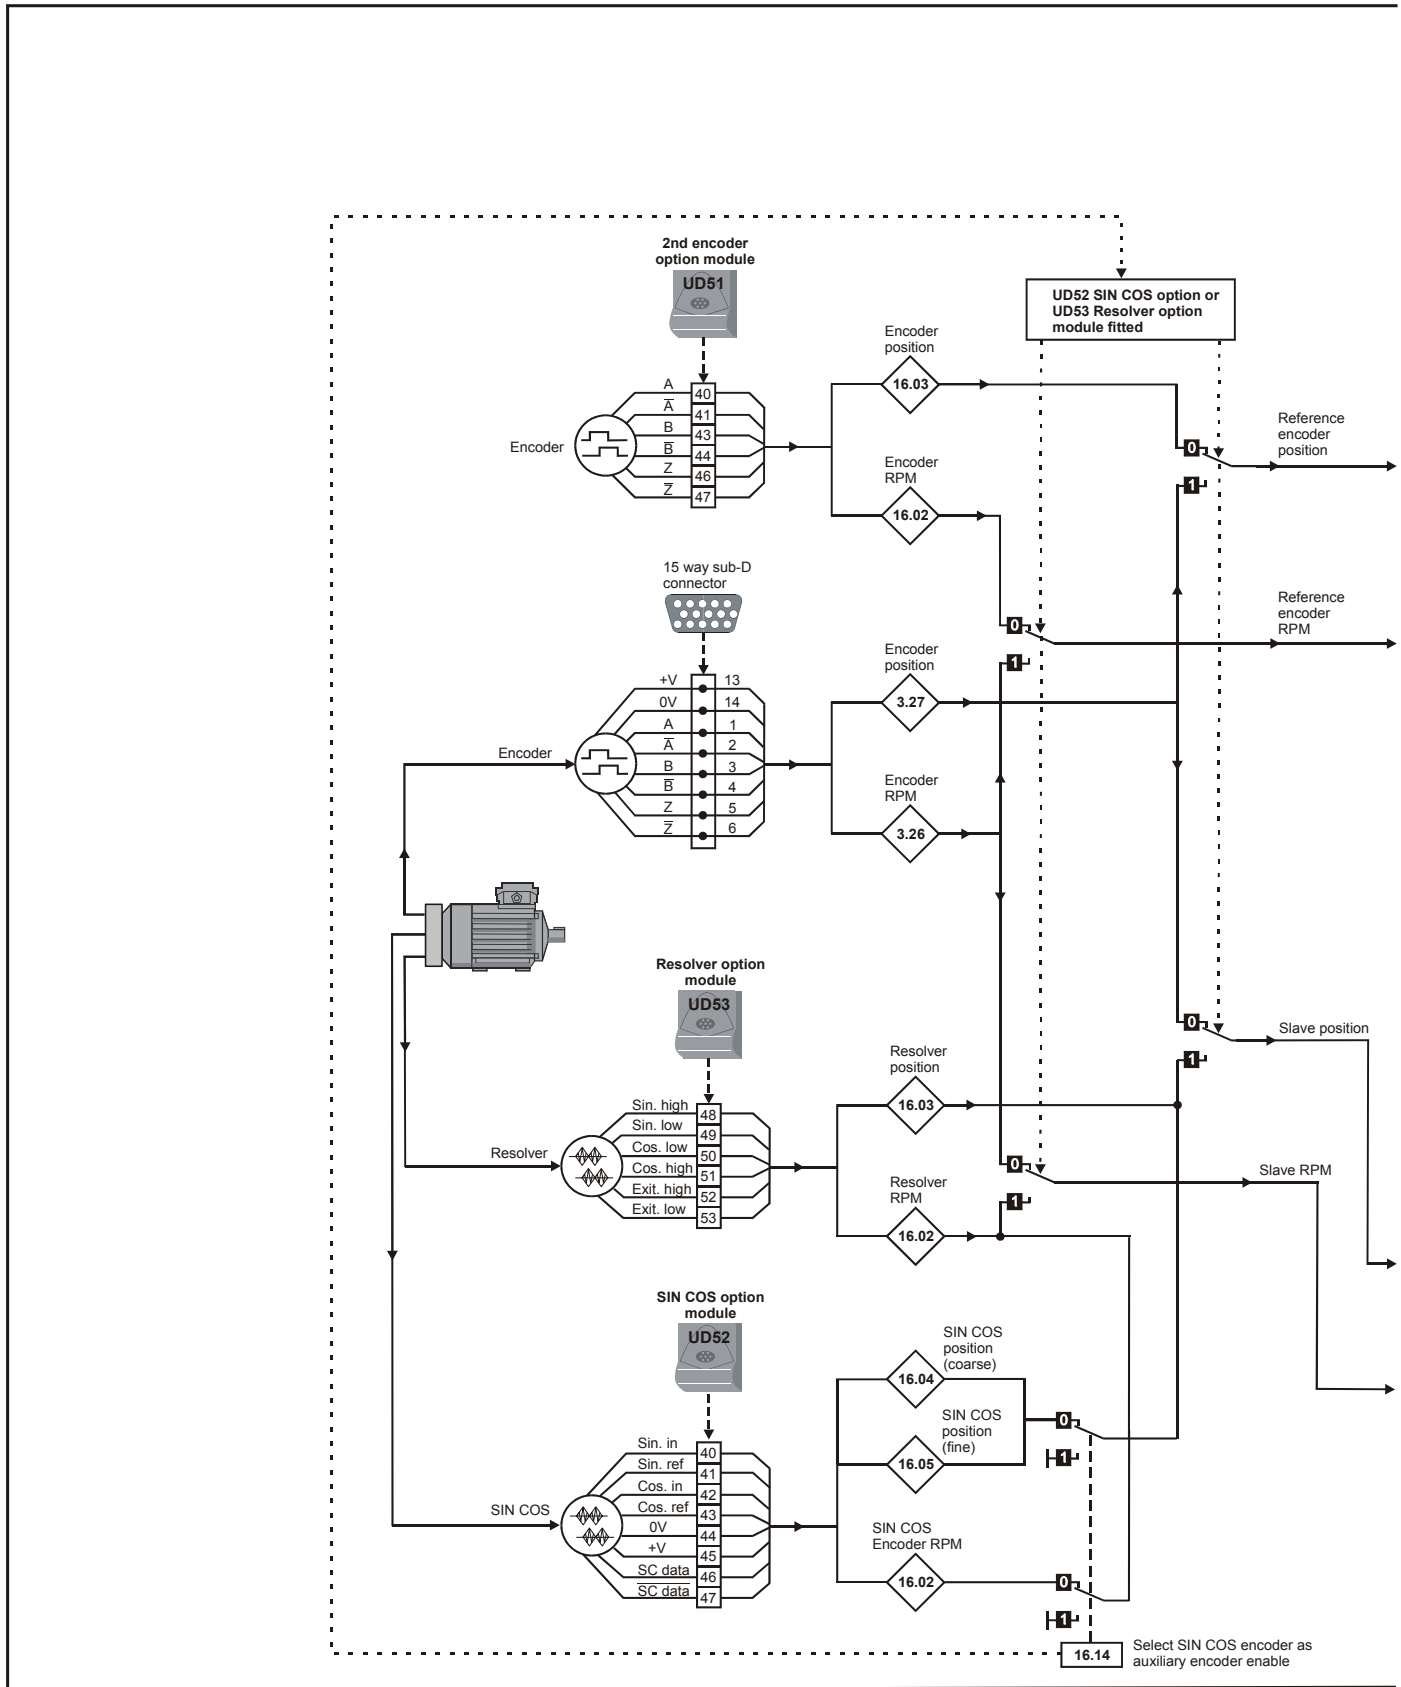 2nd encoder
option module
UD51
UD52 SIN COS option or
UD53 Resolver option
module fitted
Encoder
position
16.03
A
40
A̅
41
B
43
B̅
44
Z
46
Z̅
47
Encoder
Encoder
RPM
16.02
0
1
Reference
encoder
position
15 way sub-D
connector
0
1
Reference
encoder
RPM
+V
13
0V
14
A
1
A̅
2
B
3
B̅
4
Z
5
Z̅
6
Encoder
Encoder
position
3.27
Encoder
RPM
3.26
Resolver option
module
UD53
0
1
Slave position
Sin. high
48
Sin. low
49
Cos. low
50
Cos. high
51
Exit. high
52
Exit. low
53
Resolver
Resolver
position
16.03
Resolver
RPM
16.02
0
1
Slave RPM
SIN COS option
module
UD52
SIN COS
position
(coarse)
16.04
SIN COS
position
(fine)
16.05
0
1
Sin. in
40
Sin. ref
41
Cos. in
42
Cos. ref
43
0V
44
+V
45
SC data
46
S̅C̅ d̅a̅t̅a̅
47
SIN COS
SIN COS
Encoder RPM
16.02
0
1
16.14
Select SIN COS encoder as
auxiliary encoder enable